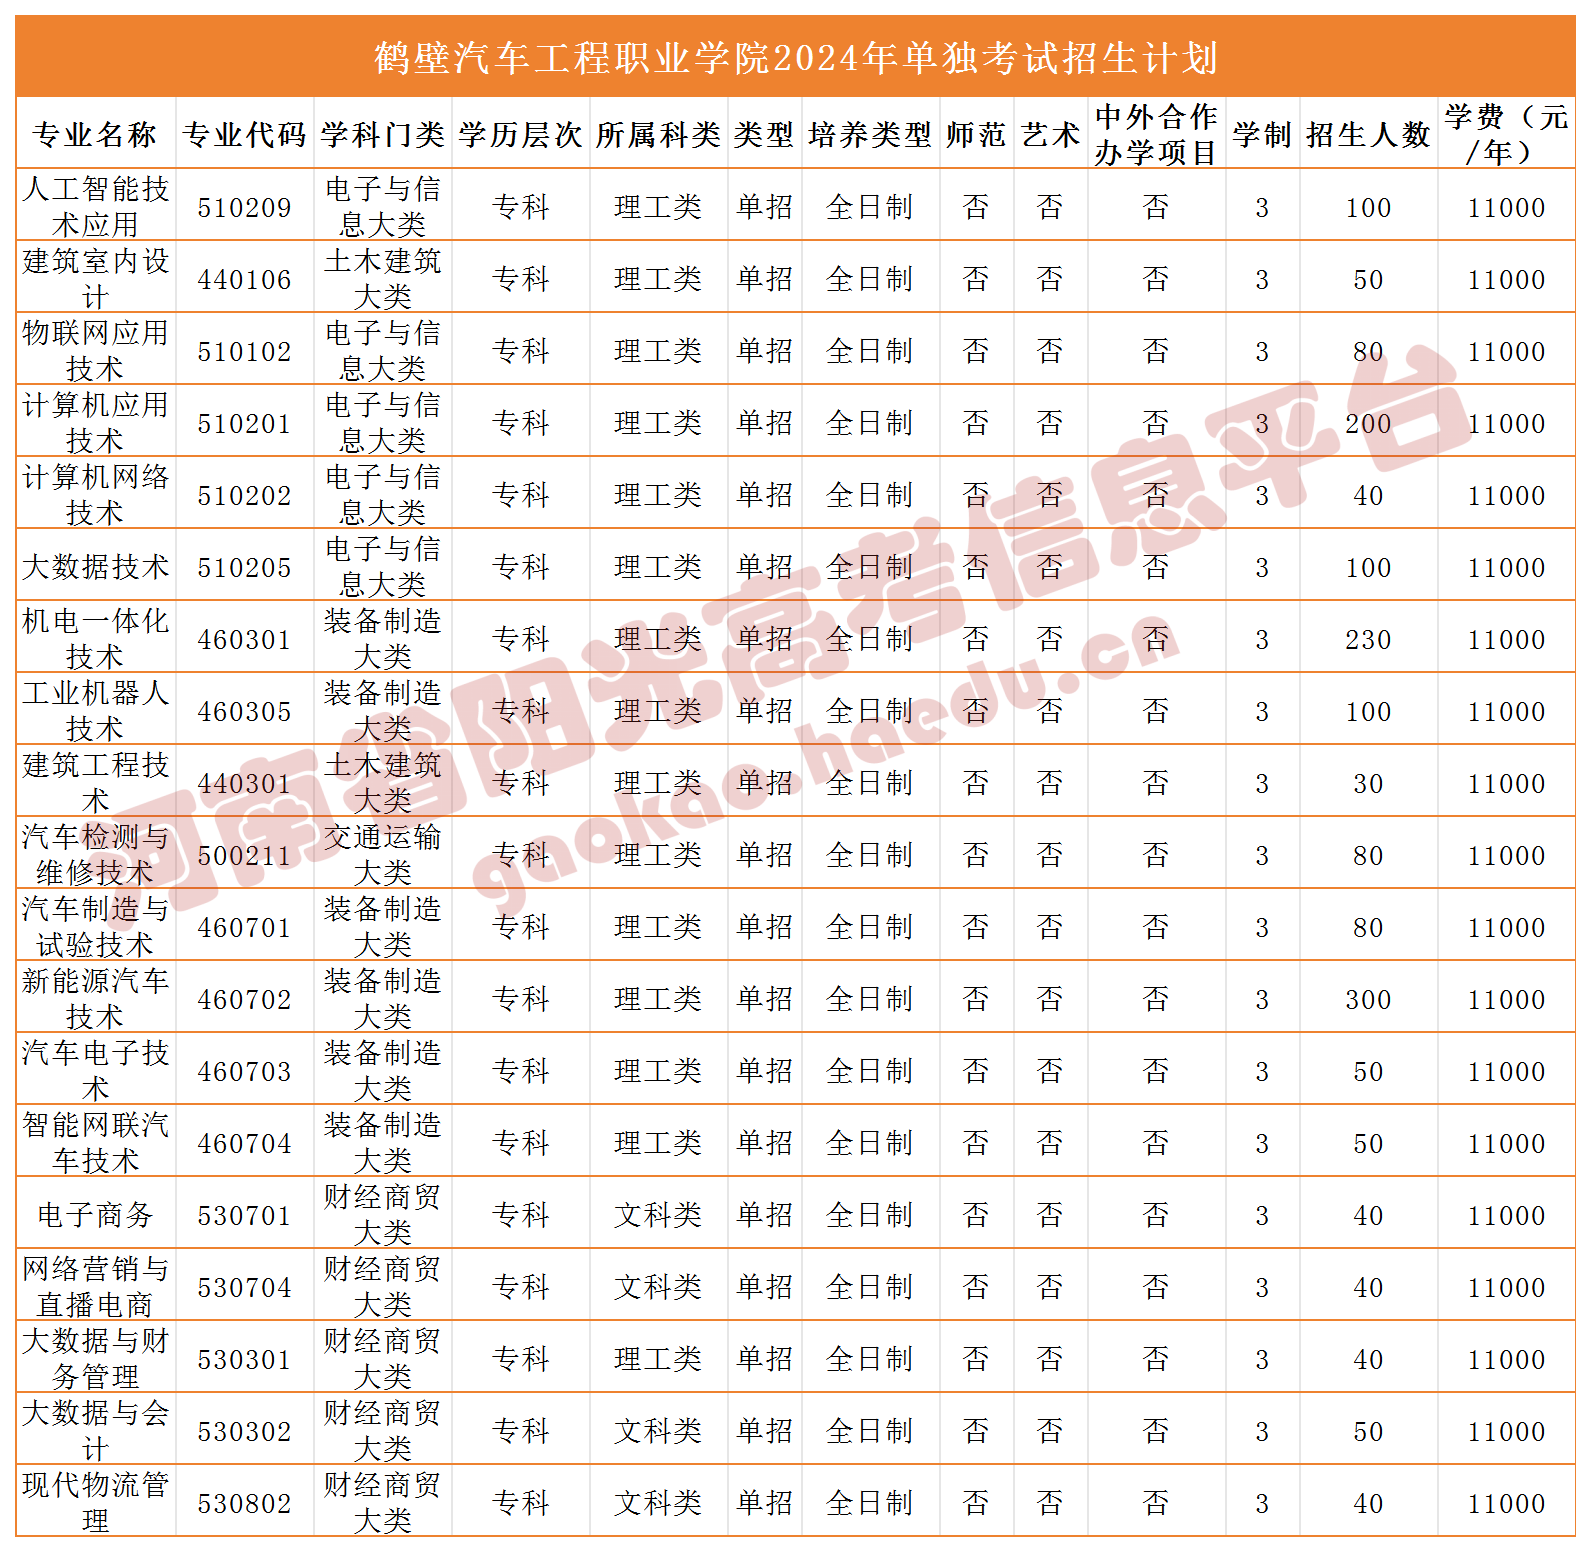 鹤壁汽车工程职业学院2024年单独考试招生计划
专业名称 专业代码 学科门类 学历层次 所属科类 类型 培养类型 师范 艺术 中外合作办学项目 学制 招生人数 学费（元/年）
人工智能技术应用 510209 电子与信息大类 专科 理工类 单招 全日制 否 否 否 3 100 11000
建筑室内设计 440106 土木建筑大类 专科 理工类 单招 全日制 否 否 否 3 50 11000
物联网应用技术 510102 电子与信息大类 专科 理工类 单招 全日制 否 否 否 3 80 11000
计算机应用技术 510201 电子与信息大类 专科 理工类 单招 全日制 否 否 否 3 200 11000
计算机网络技术 510202 电子与信息大类 专科 理工类 单招 全日制 否 否 否 3 40 11000
大数据技术 510205 电子与信息大类 专科 理工类 单招 全日制 否 否 否 3 100 11000
机电一体化技术 460301 装备制造大类 专科 理工类 单招 全日制 否 否 否 3 230 11000
工业机器人技术 460305 装备制造大类 专科 理工类 单招 全日制 否 否 否 3 100 11000
建筑工程技术 440301 土木建筑大类 专科 理工类 单招 全日制 否 否 否 3 30 11000
汽车检测与维修技术 500211 交通运输大类 专科 理工类 单招 全日制 否 否 否 3 80 11000
汽车制造与试验技术 460701 装备制造大类 专科 理工类 单招 全日制 否 否 否 3 80 11000
新能源汽车技术 460702 装备制造大类 专科 理工类 单招 全日制 否 否 否 3 300 11000
汽车电子技术 460703 装备制造大类 专科 理工类 单招 全日制 否 否 否 3 50 11000
智能网联汽车技术 460704 装备制造大类 专科 理工类 单招 全日制 否 否 否 3 50 11000
电子商务 530701 财经商贸大类 专科 文科类 单招 全日制 否 否 否 3 40 11000
网络营销与直播电商 530704 财经商贸大类 专科 文科类 单招 全日制 否 否 否 3 40 11000
大数据与财务管理 530301 财经商贸大类 专科 理工类 单招 全日制 否 否 否 3 40 11000
大数据与会计 530302 财经商贸大类 专科 文科类 单招 全日制 否 否 否 3 50 11000
现代物流管理 530802 财经商贸大类 专科 文科类 单招 全日制 否 否 否 3 40 11000
河南省阳光高考信息平台
gaokao.haedu.cn